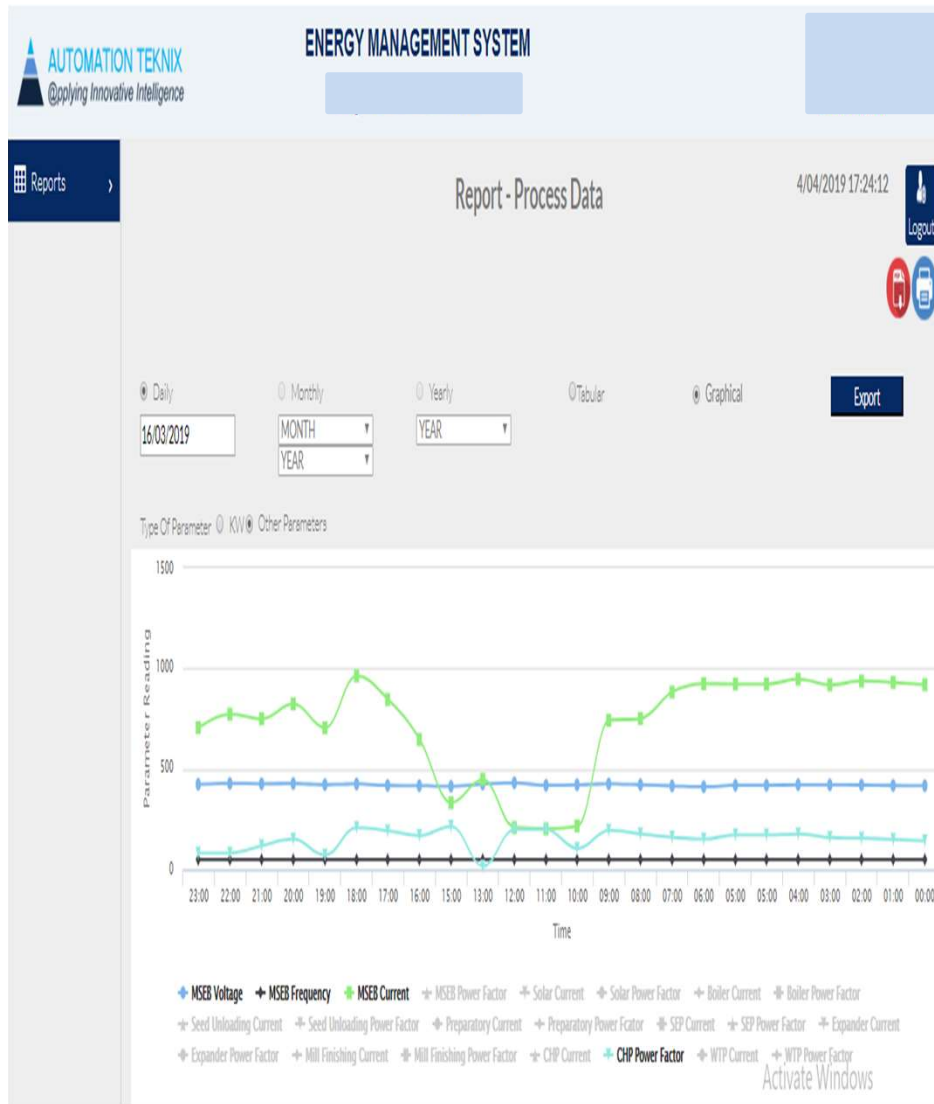 AUTOMATION TEKNIX
@pplying Innovative Intelligence
ENERGY MANAGEMENT SYSTEM
Reports >
Report - Process Data
4/04/2019 17:24:12
Logout
Daily
Monthly
Yearly
Tabular
Graphical
Export
16/03/2019
MONTH
YEAR
YEAR
Type Of Parameter KW Other Parameters
Parameter Reading
1500
1000
500
0
23:00 22:00 21:00 20:00 19:00 18:00 17:00 16:00 15:00 13:00 12:00 11:00 10:00 09:00 08:00 07:00 06:00 05:00 05:00 04:00 03:00 02:00 01:00 00:00
Time
MSEB Voltage MSEB Frequency MSEB Current MSEB Power Factor Solar Current Solar Power Factor Boiler Current Boiler Power Factor
Seed Unloading Current Seed Unloading Power Factor Preparatory Current Preparatory Power Fcator SEP Current SEP Power Factor Expander Current
Expander Power Factor Mill Finishing Current Mill Finishing Power Factor CHP Current CHP Power Factor WTP Current WTP Power Factor
Activate Windows